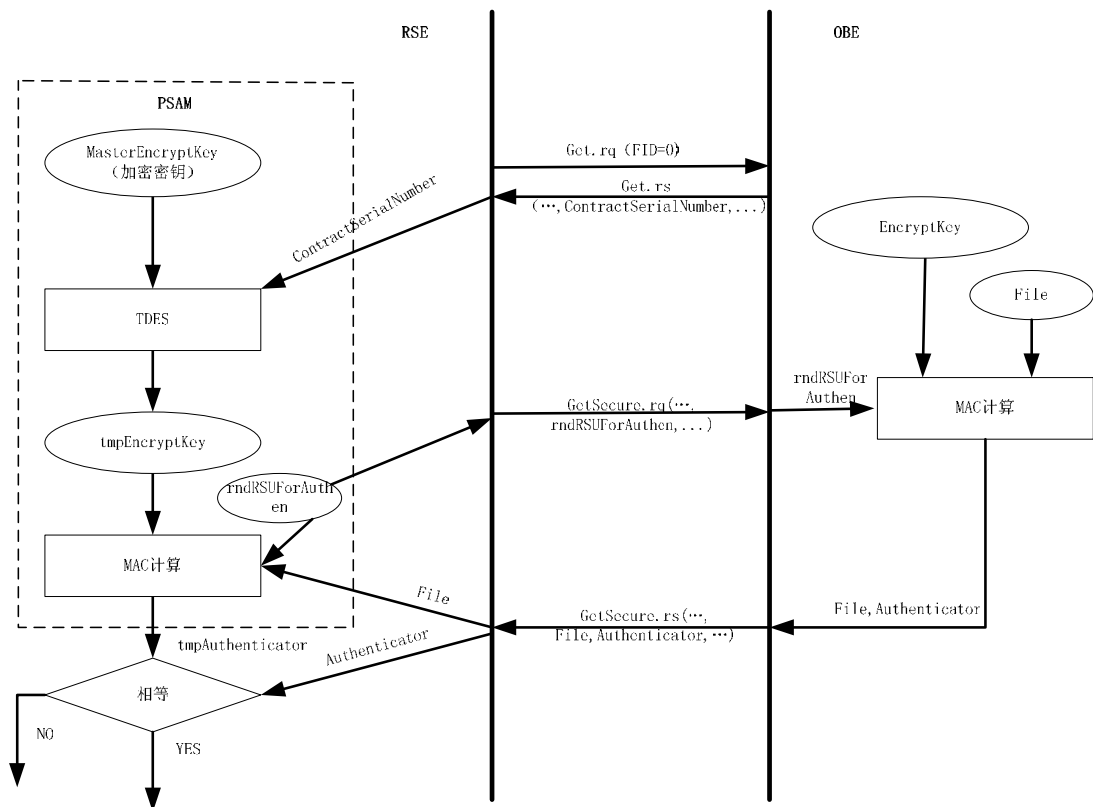 RSE
OBE
PSAM
MasterEncryptKey
（加密密钥）
Get.rq (FID=0)
Get.rs
(…,ContractSerialNumber,...)
ContractSerialNumber
EncryptKey
File
TDES
rndRSUFor
Authen
GetSecure.rq(…,
rndRSUForAuthen,...)
MAC计算
tmpEncryptKey
rndRSUForAuth
en
MAC计算
File
File,Authenticator
GetSecure.rs(…,
File,Authenticator,…)
tmpAuthenticator
Authenticator
相等
NO
YES